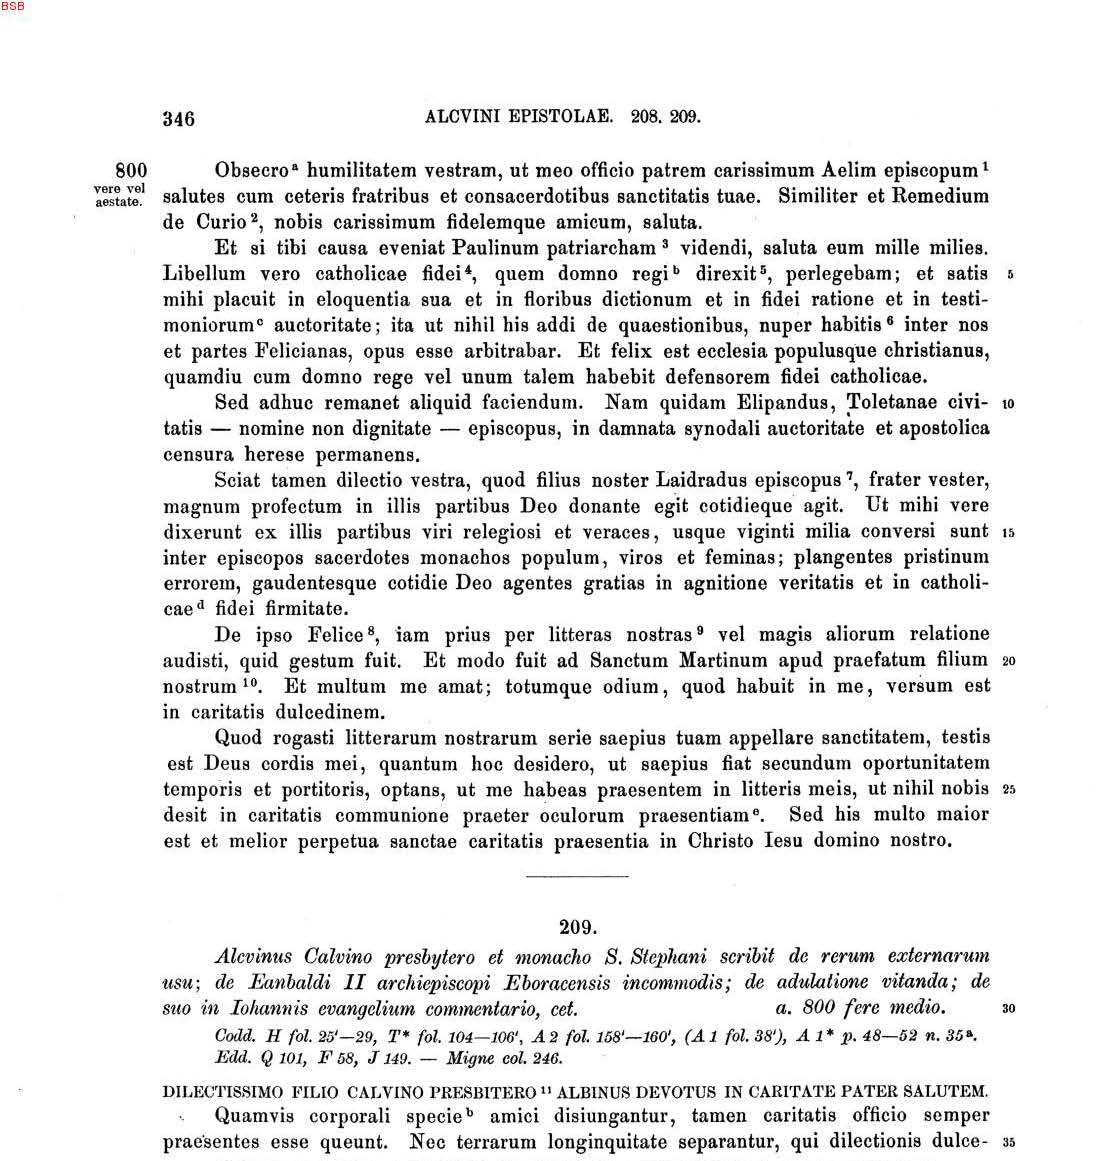 BSB
346 ALCVINI EPISTOLAE. 208. 209.
800 Obsecro a humilitatem vestram, ut meo officio patrem carissimum Aelim episcopum 1
vere vel
aestate. salutes cum ceteris fratribus et consacerdotibus sanctitatis tuae. Similiter et Remedium
de Curio 2, nobis carissimum fidelemque amicum, saluta.
Et si tibi causa eveniat Paulinum patriarcham 3 videndi, saluta eum mille milies.
Libellum vero catholicae fidei 4, quem domno regi b direxit 5, perlegebam; et satis 5
mihi placuit in eloquentia sua et in floribus dictionum et in fidei ratione et in testi-
moniorum c auctoritate; ita ut nihil his addi de quaestionibus, nuper habitis 6 inter nos
et partes Felicianas, opus esse arbitrabar. Et felix est ecclesia populusque christianus,
quamdiu cum domno rege vel unum talem habebit defensorem fidei catholicae.
Sed adhuc remanet aliquid faciendum. Nam quidam Elipandus, Toletanae civi- 10
tatis — nomine non dignitate — episcopus, in damnata synodali auctoritate et apostolica
censura herese permanens.
Sciat tamen dilectio vestra, quod filius noster Laidradus episcopus 7, frater vester,
magnum profectum in illis partibus Deo donante egit cotidieque agit. Ut mihi vere
dixerunt ex illis partibus viri relegiosi et veraces, usque viginti milia conversi sunt 15
inter episcopos sacerdotes monachos populum, viros et feminas; plangentes pristinum
errorem, gaudentesque cotidie Deo agentes gratias in agnitione veritatis et in catholi-
cae d fidei firmitate.
De ipso Felice 8, iam prius per litteras nostras 9 vel magis aliorum relatione
audisti, quid gestum fuit. Et modo fuit ad Sanctum Martinum apud praefatum filium 20
nostrum 10. Et multum me amat; totumque odium, quod habuit in me, versum est
in caritatis dulcedinem.
Quod rogasti litterarum nostrarum serie saepius tuam appellare sanctitatem, testis
est Deus cordis mei, quantum hoc desidero, ut saepius fiat secundum oportunitatem
temporis et portitoris, optans, ut me habeas praesentem in litteris meis, ut nihil nobis 25
desit in caritatis communione praeter oculorum praesentiam e. Sed his multo maior
est et melior perpetua sanctae caritatis praesentia in Christo Iesu domino nostro.
209.
Alcvinus Calvino presbytero et monacho S. Stephani scribit de rerum externarum
usu; de Eanbaldi II archiepiscopi Eboracensis incommodis; de adulatione vitanda; de
suo in Iohannis evangelium commentario, cet. a. 800 fere medio. 30
Codd. H fol. 25'—29, T* fol. 104—106', A 2 fol. 158'—160', (A 1 fol. 38'), A 1* p. 48—52 n. 35 a.
Edd. Q 101, F 58, J 149. — Migne col. 246.
DILECTISSIMO FILIO CALVINO PRESBITERO 11 ALBINUS DEVOTUS IN CARITATE PATER SALUTEM.
Quamvis corporali specie b amici disiungantur, tamen caritatis officio semper
praesentes esse queunt. Nec terrarum longinquitate separantur, qui dilectionis dulce- 35